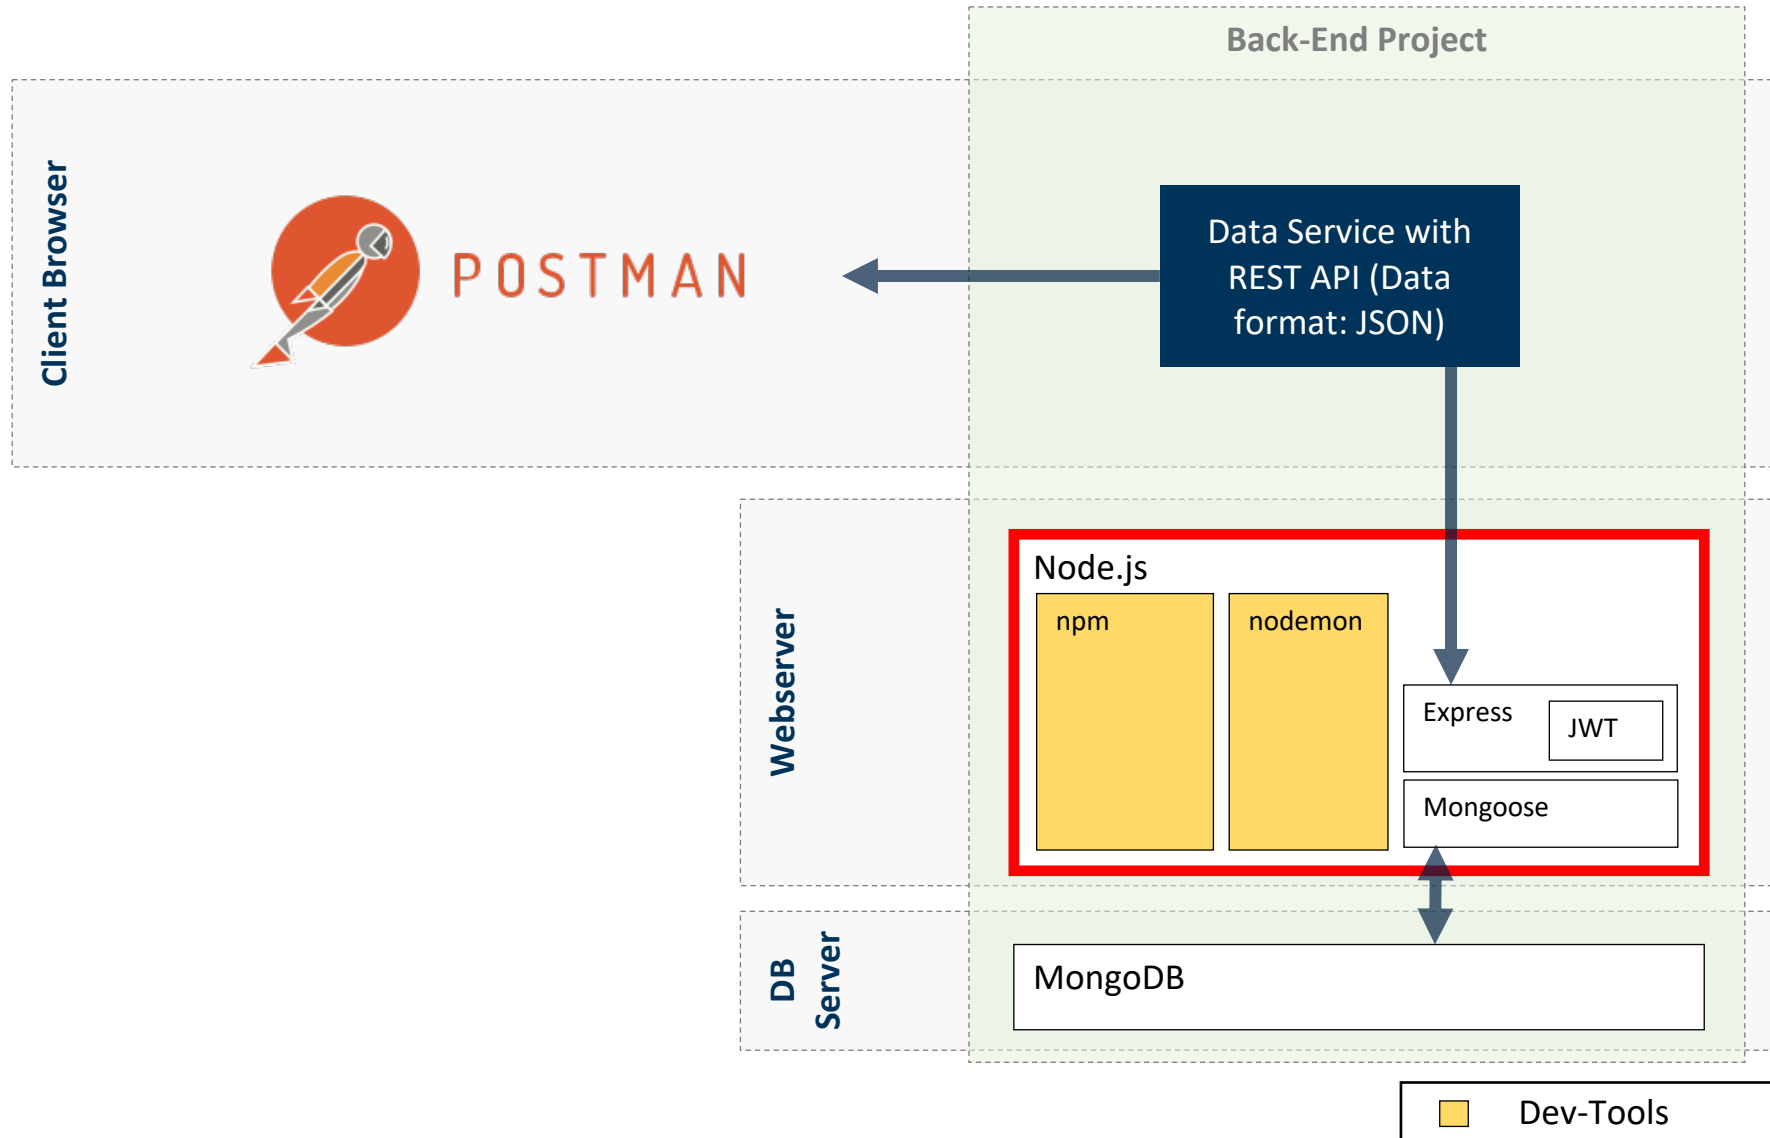 Back-End Project
Client Browser
POSTMAN
Data Service with
REST API (Data
format: JSON)
Webserver
Node.js
npm
nodemon
Express
JWT
Mongoose
DB
Server
MongoDB
Dev-Tools